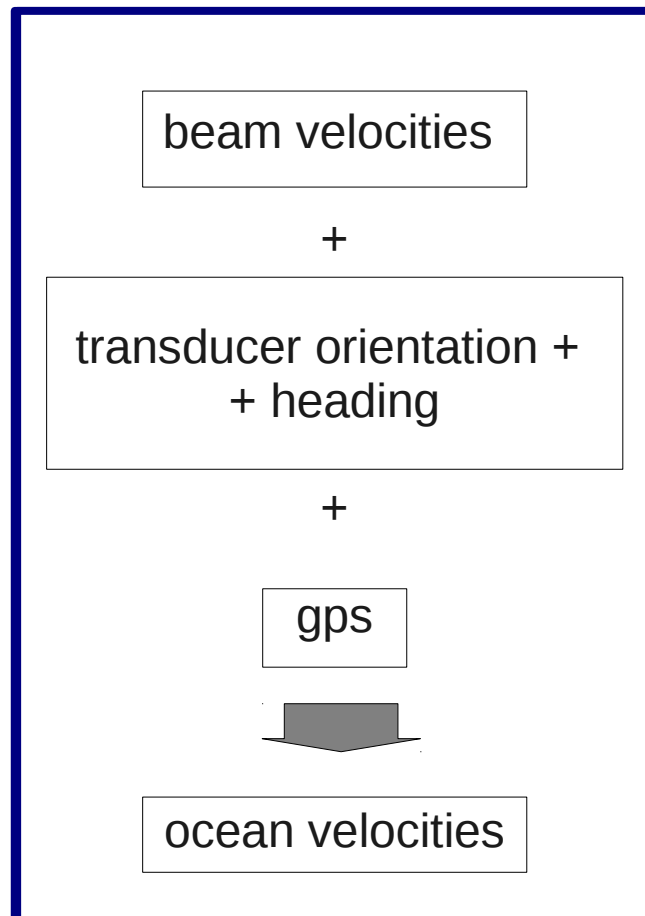 beam velocities
+
transducer orientation +
+ heading
+
gps
ocean velocities